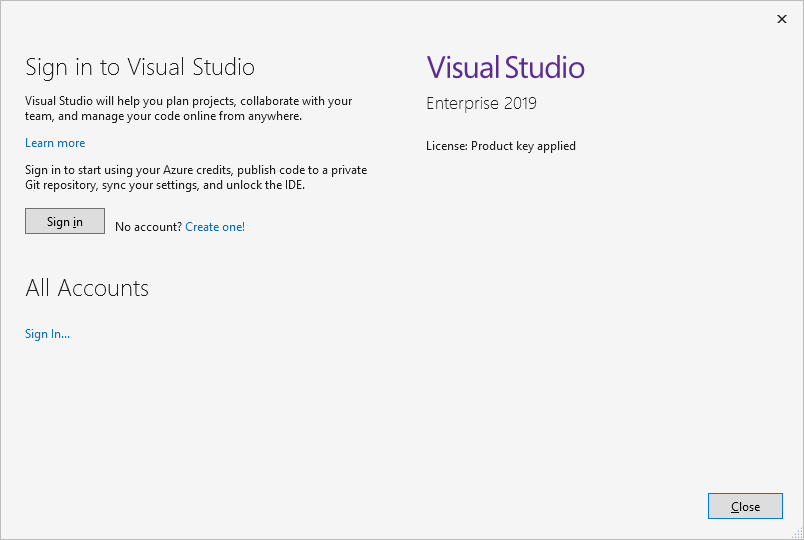 Sign in to Visual Studio
Visual Studio will help you plan projects, collaborate with your
team, and manage your code online from anywhere.
Learn more
Sign in to start using your Azure credits, publish code to a private
Git repository, sync your settings, and unlock the IDE.
Sign in
No account? Create one!
All Accounts
Sign In...
Visual Studio
Enterprise 2019
License: Product key applied
Close